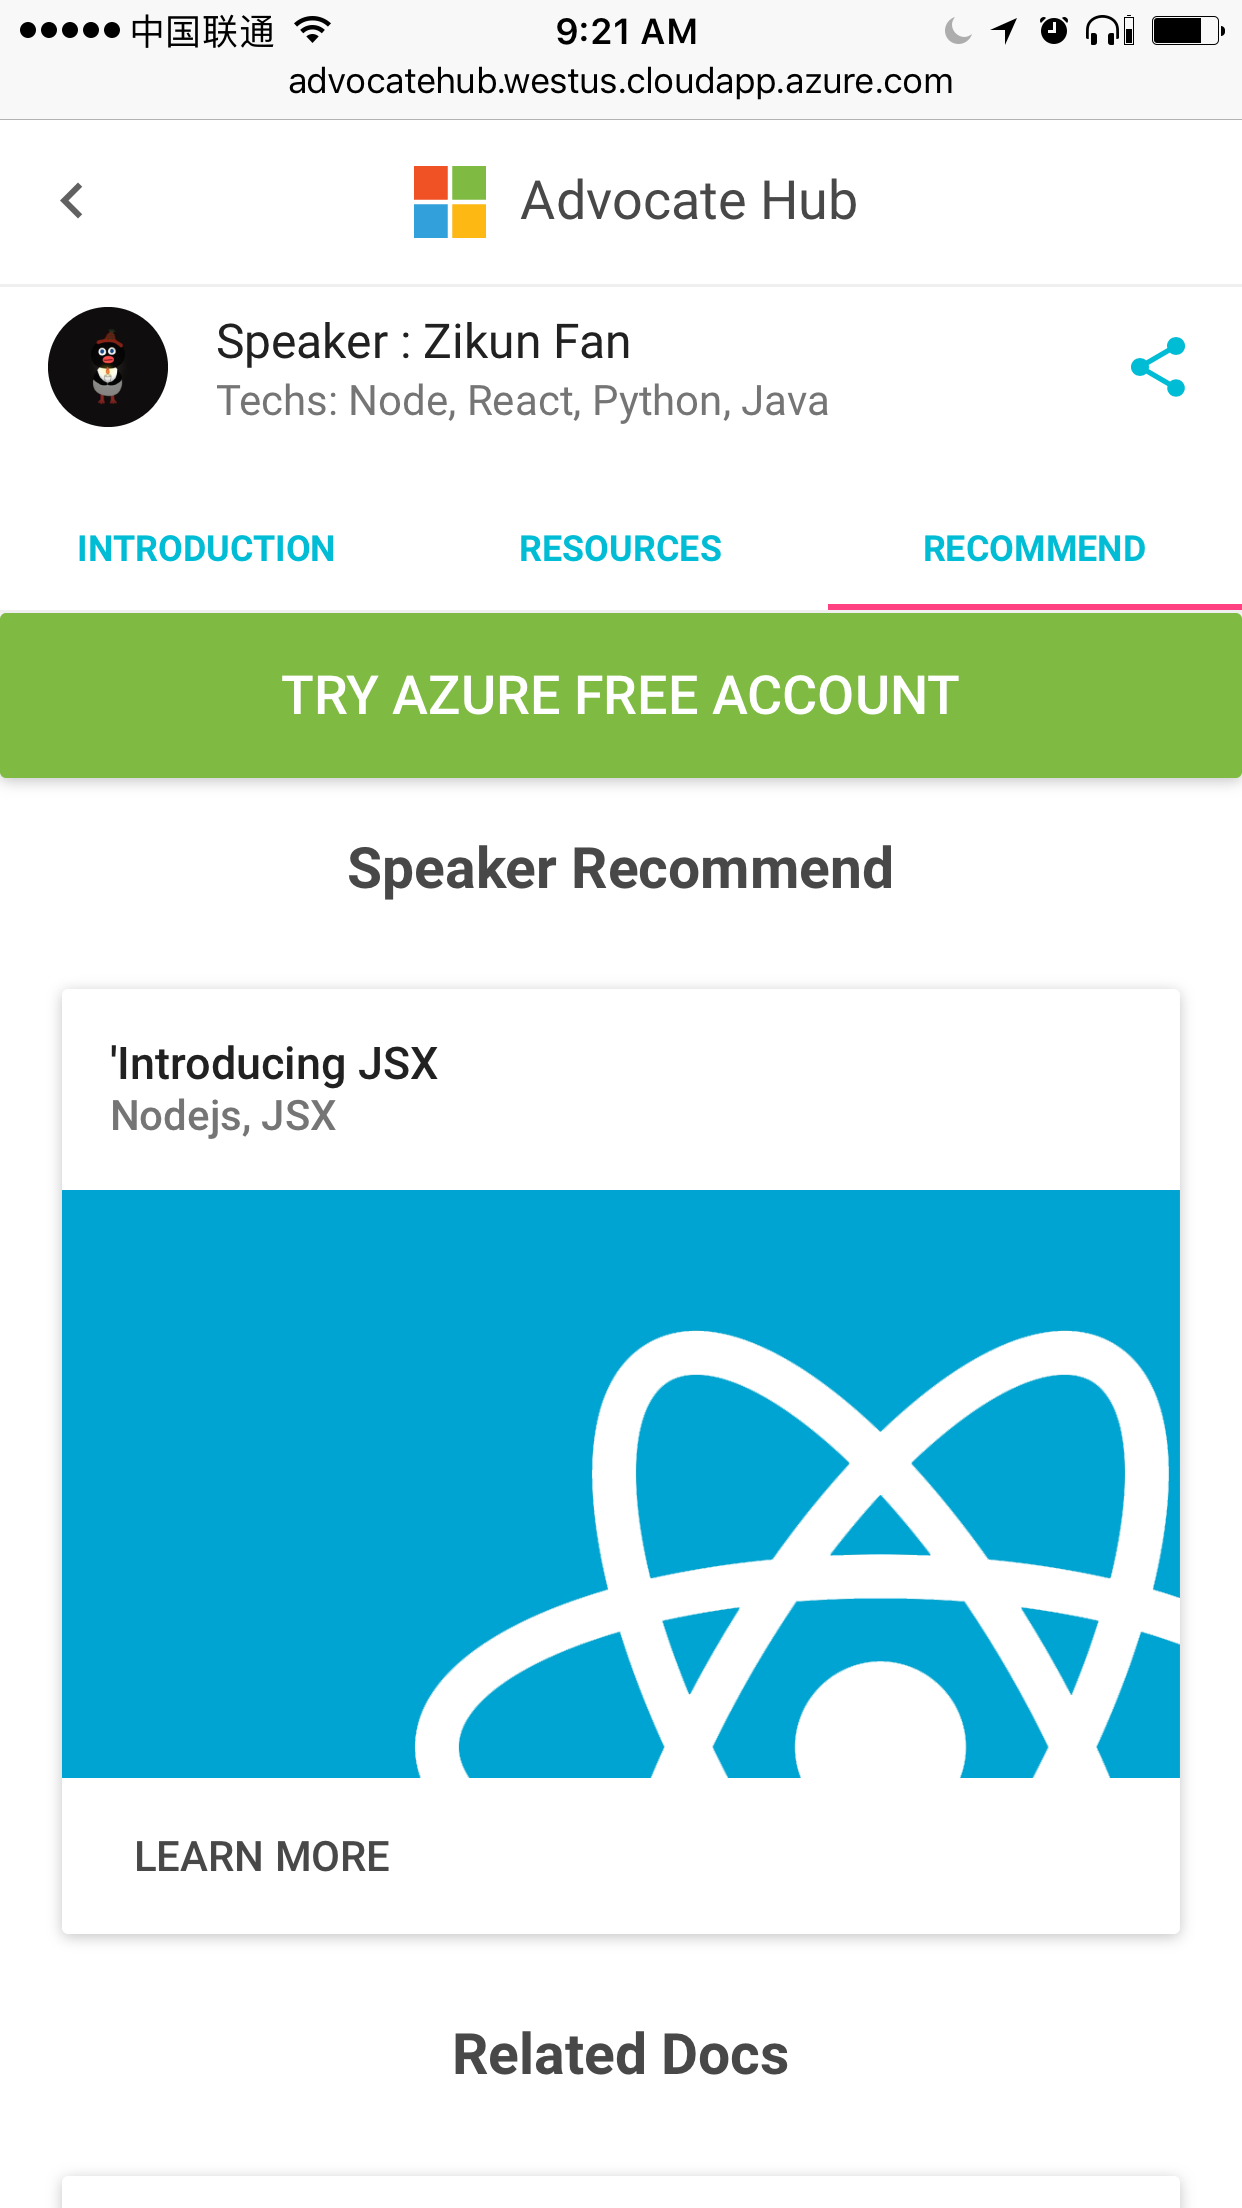 中国联通 9:21 AM
advocatehub.westus.cloudapp.azure.com
Advocate Hub
Speaker : Zikun Fan
Techs: Node, React, Python, Java
INTRODUCTION RESOURCES RECOMMEND
TRY AZURE FREE ACCOUNT
Speaker Recommend
'Introducing JSX
Nodejs, JSX
LEARN MORE
Related Docs